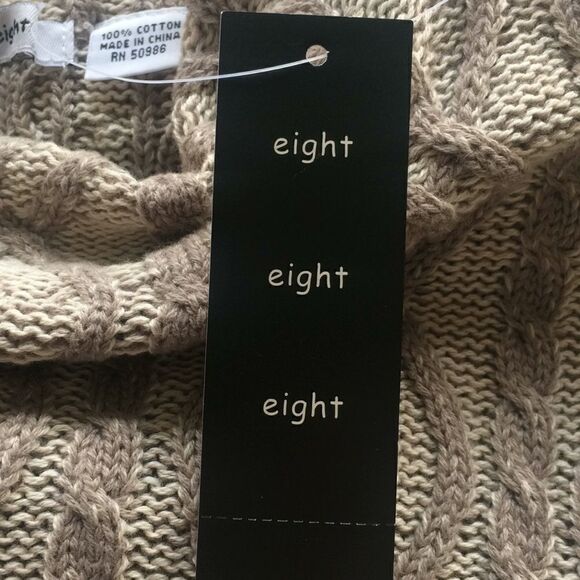 eight
100% COTTON
MADE IN CHINA
RN 50986
eight
eight
eight